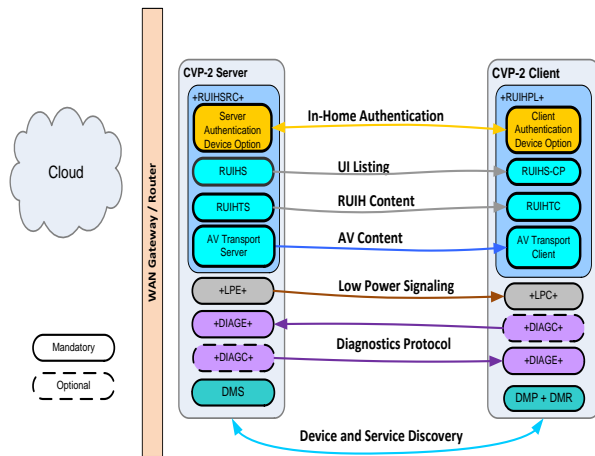 CVP-2 Server
CVP-2 Client
+RUIHSRC+
+RUIHPL+
Server
Authentication
Device Option
In-Home Authentication
Client
Authentication
Device Option
Cloud
WAN Gateway / Router
RUIHS
UI Listing
RUIHS-CP
RUIHTS
RUIH Content
RUIHTC
AV Transport
Server
AV Content
AV Transport
Client
+LPE+
Low Power Signaling
+LPC+
+DIAGE+
+DIAGC+
Mandatory
Diagnostics Protocol
+DIAGC+
+DIAGE+
Optional
DMS
DMP + DMR
Device and Service Discovery